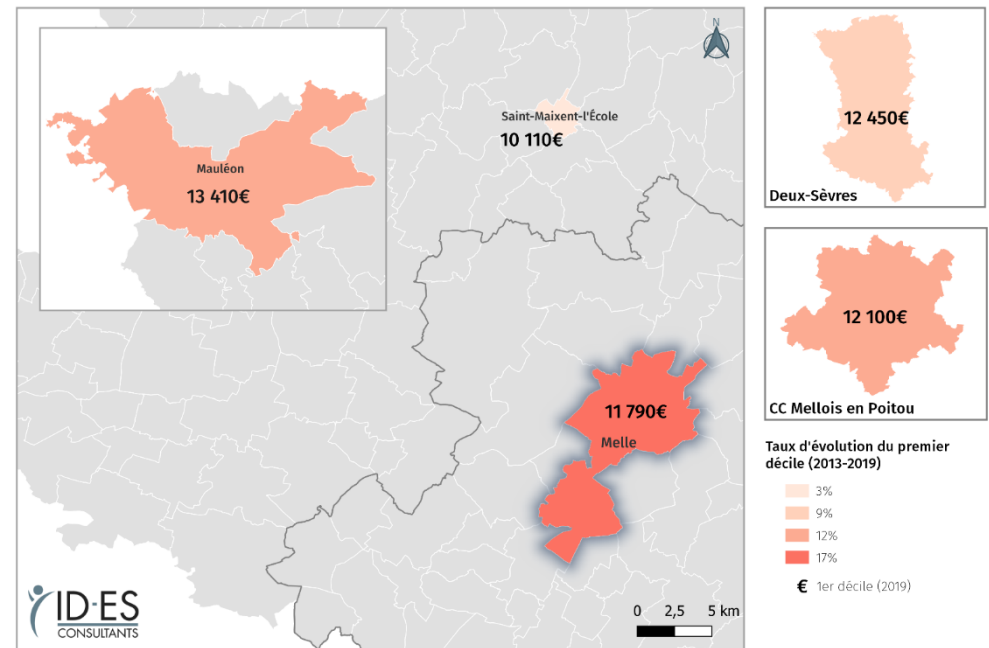 N
Saint-Maixent-l'École
10 110€
Mauléon
13 410€
12 450€
Deux-Sèvres
12 100€
CC Mellois en Poitou
11 790€
Melle
Taux d'évolution du premier
décile (2013-2019)
3%
9%
12%
17%
€ 1er décile (2019)
ID-ES
CONSULTANTS
0 2,5 5 km